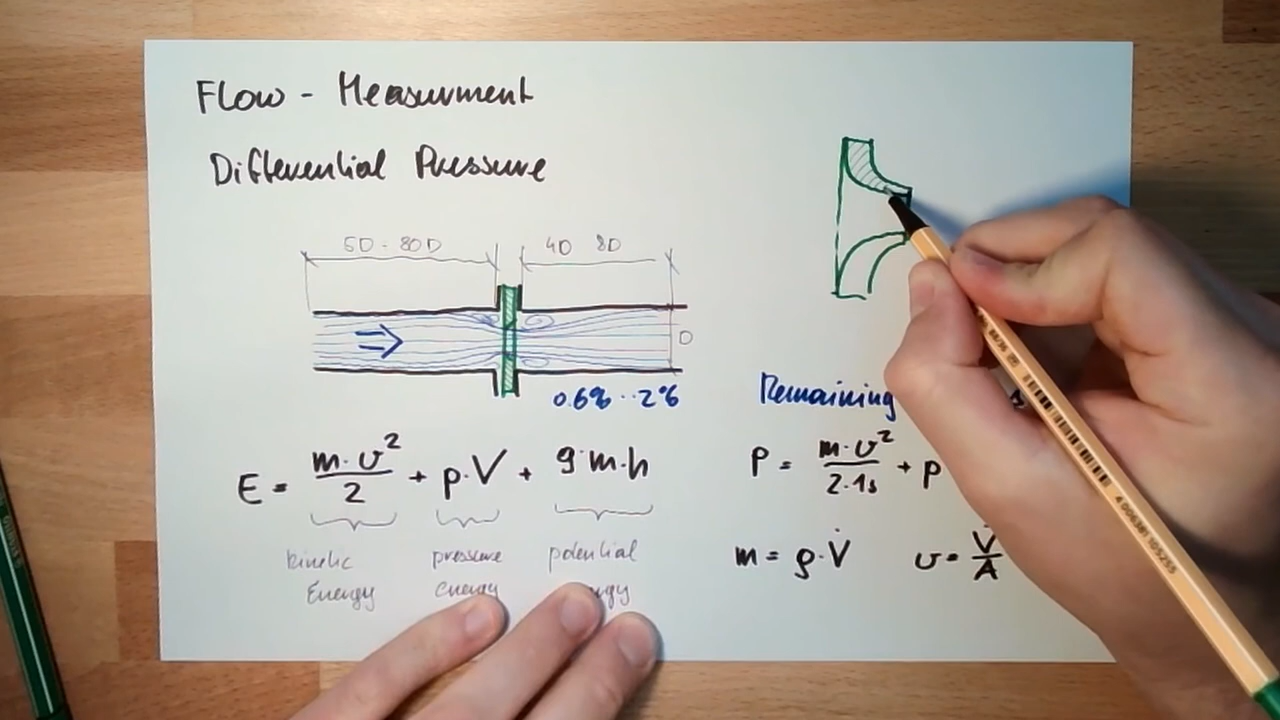 Flow - Measurment
Differential Pressure
5D - 80D
4D 8D
D
0.6% .. 2%
Remaining
E = m·v²/2 + p·V + g·m·h
kinetic Energy
pressure energy
potential
P = m·v²/2·1s + p
m = ρ·V̇
v = V̇/A